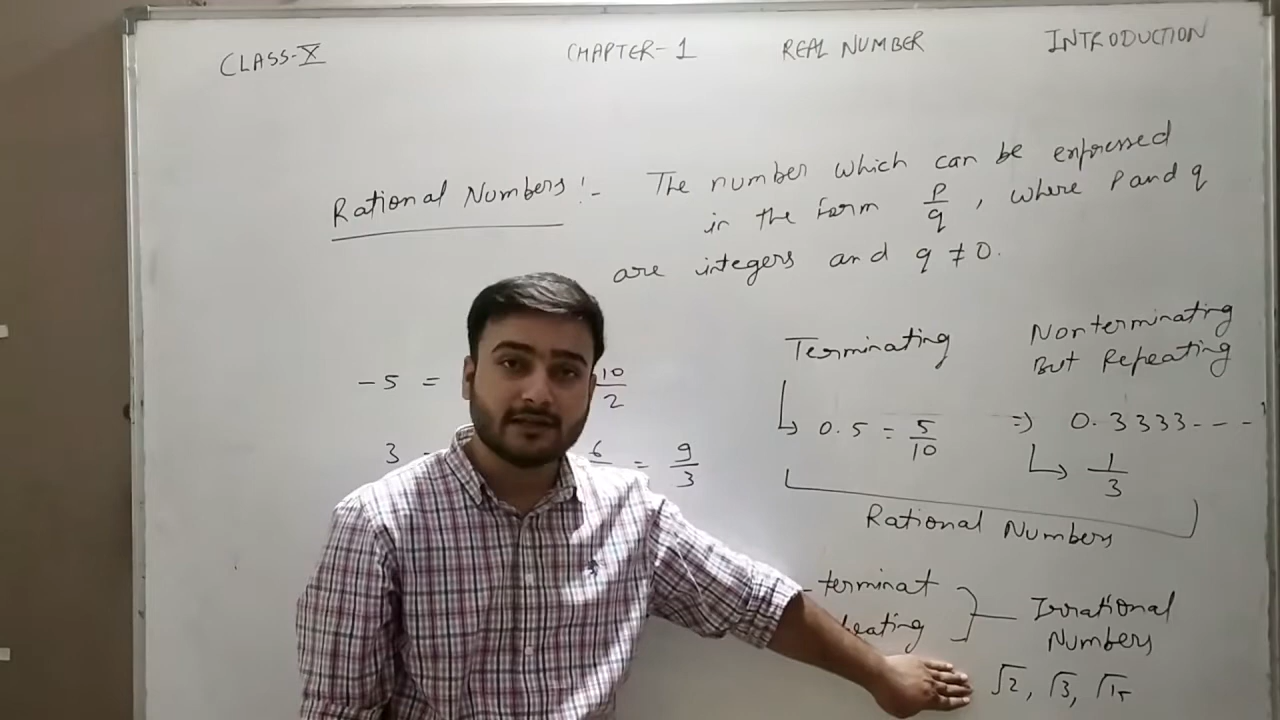 CLASS-X CHAPTER-1 REAL NUMBER INTRODUCTION
Rational Numbers:- The number which can be expressed
in the form p/q, where p and q
are integers and q ≠ 0.
Terminating
Nonterminating
But Repeating
-5 = 10/2
0.5 = 5/10
⇒ 0.3333---
↳ 1/3
3 6 = 9/3
Rational Numbers
-terminat
eating
Irrational
Numbers
√2, √3,